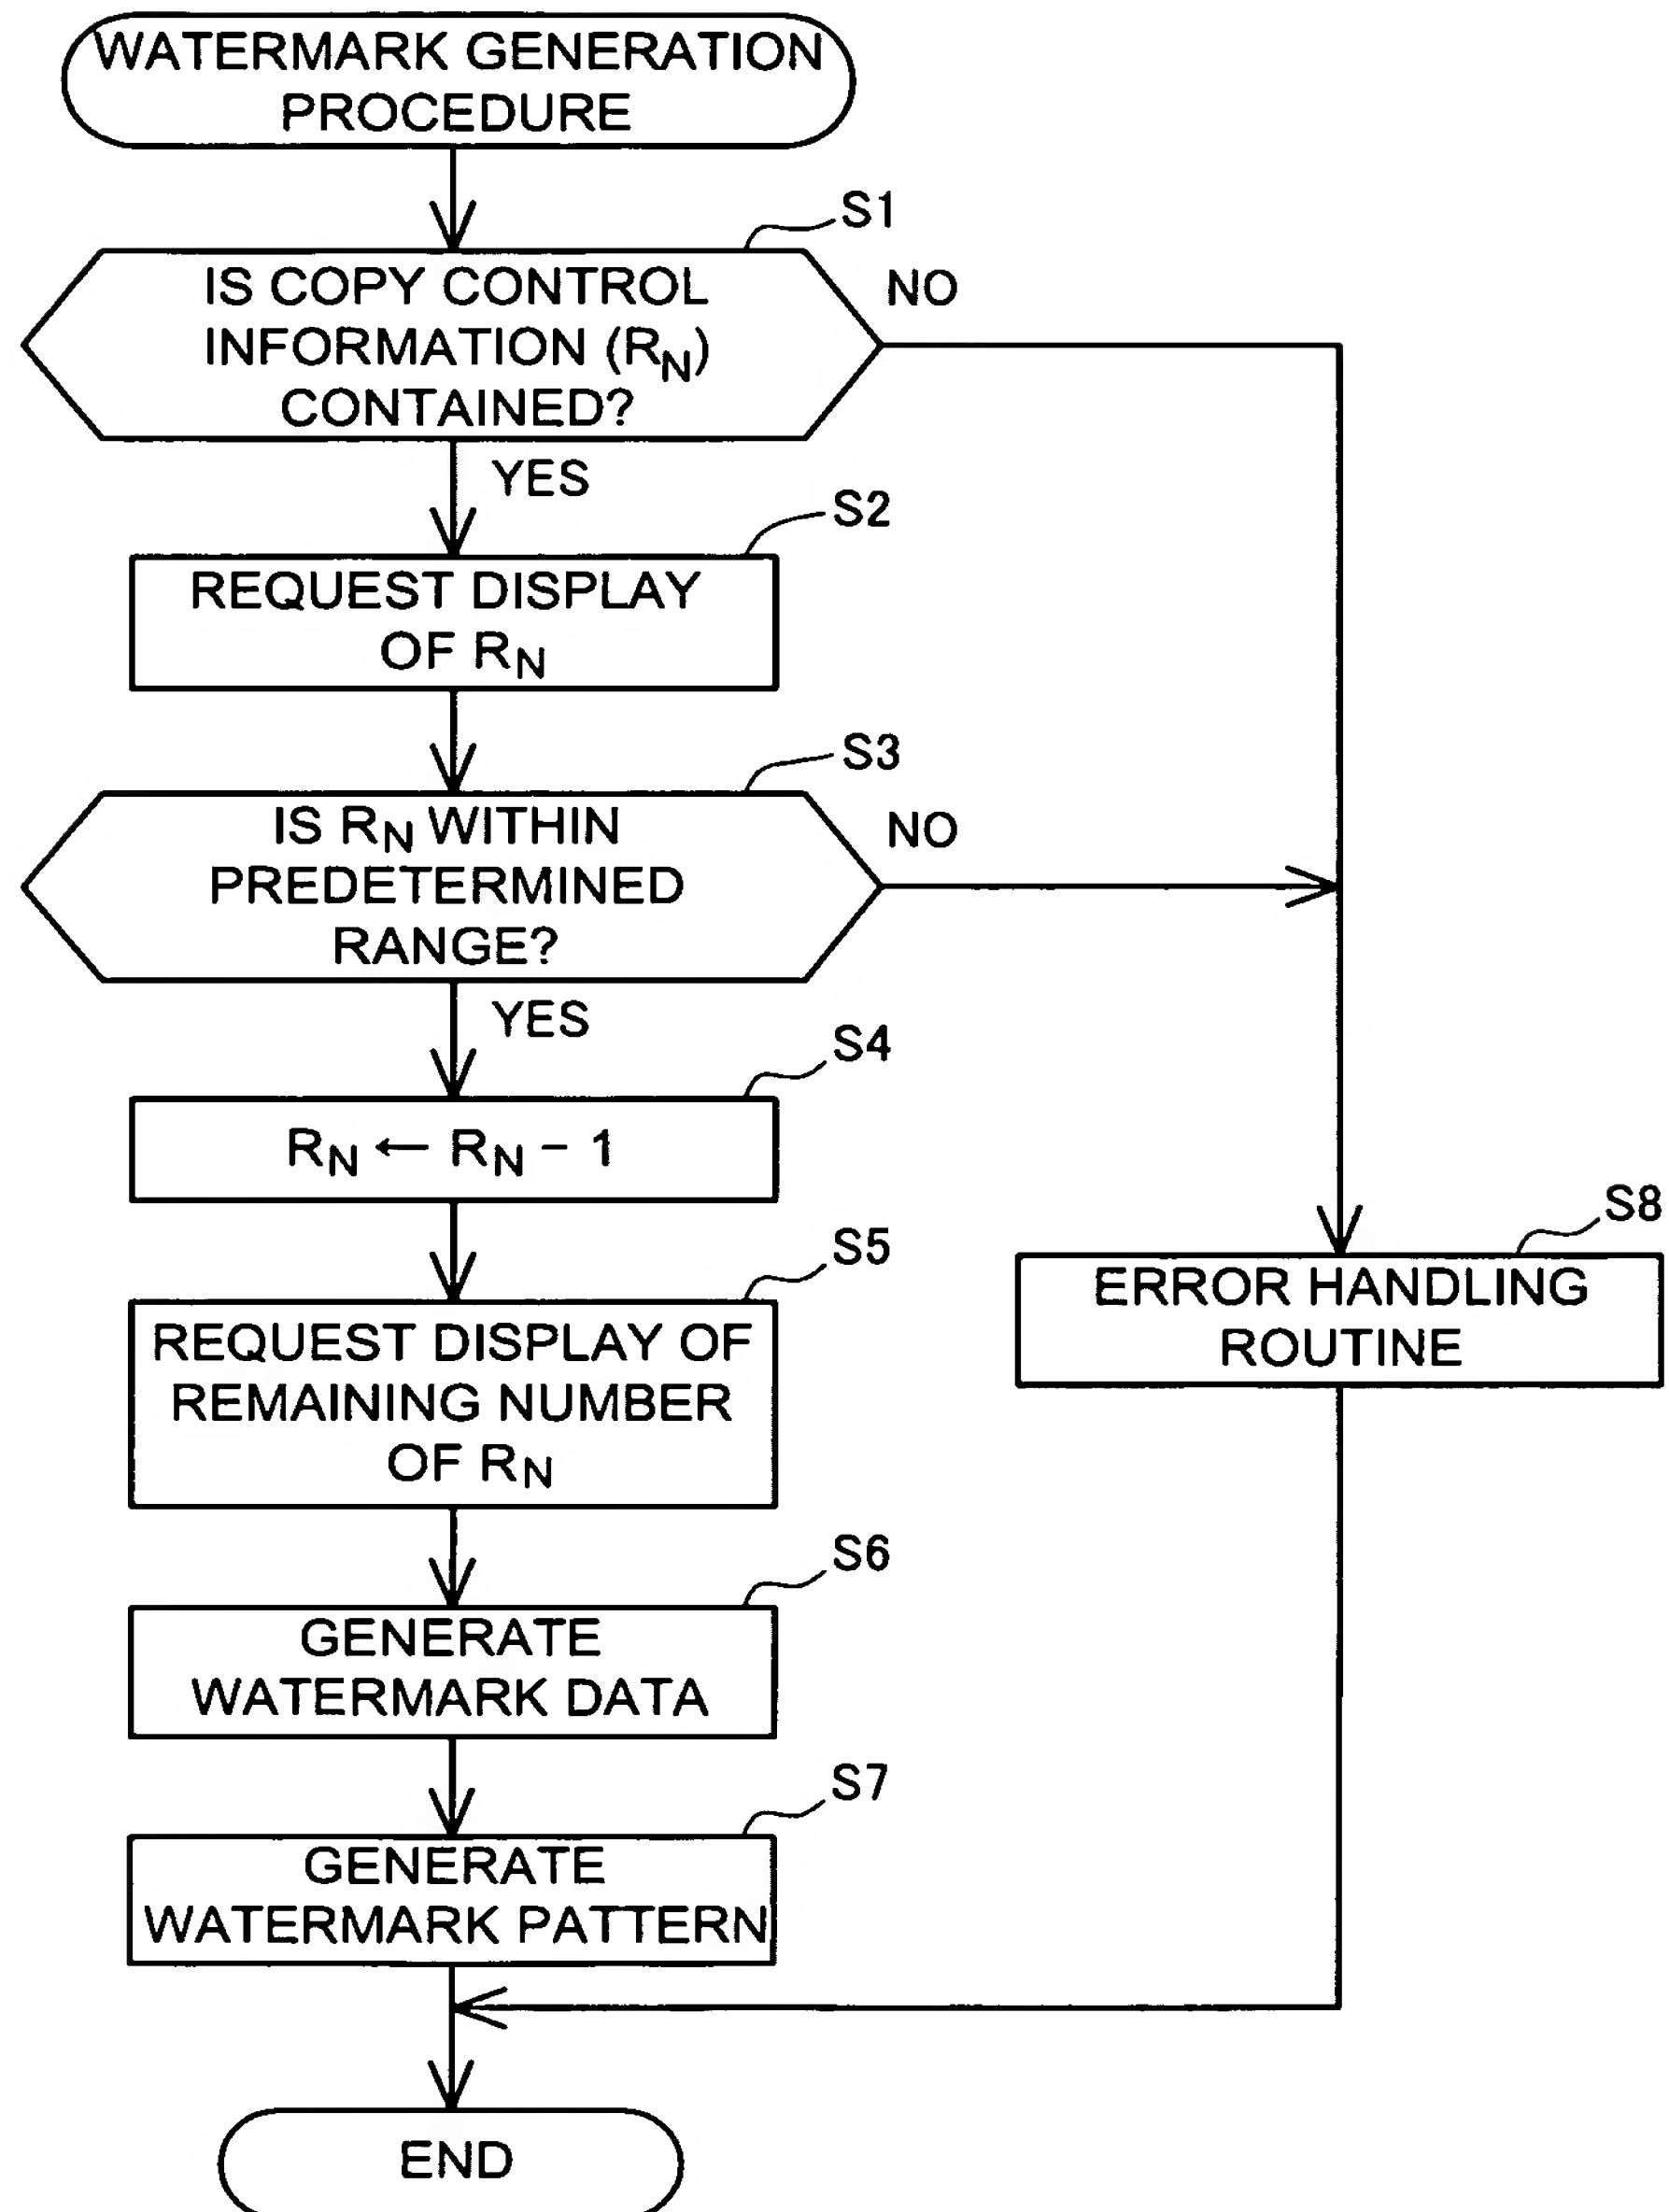 WATERMARK GENERATION
PROCEDURE
S1
IS COPY CONTROL
INFORMATION (RN)
CONTAINED?
NO
YES
S2
REQUEST DISPLAY
OF RN
S3
IS RN WITHIN
PREDETERMINED
RANGE?
NO
YES
S4
RN ← RN − 1
S5
REQUEST DISPLAY OF
REMAINING NUMBER
OF RN
S8
ERROR HANDLING
ROUTINE
S6
GENERATE
WATERMARK DATA
S7
GENERATE
WATERMARK PATTERN
END